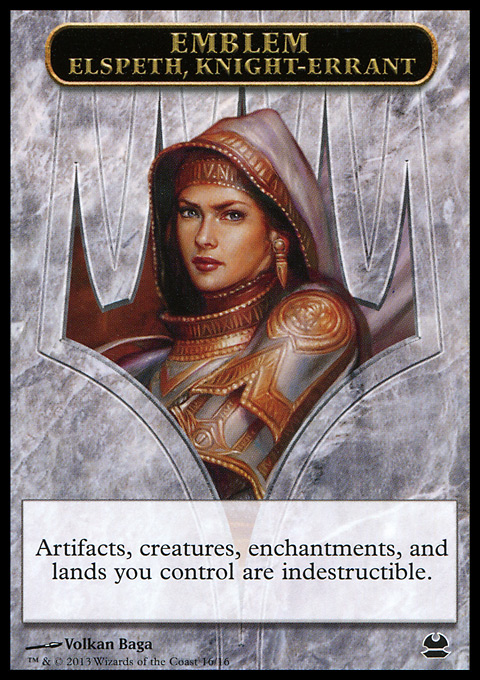 EMBLEM
ELSPETH, KNIGHT-ERRANT
Artifacts, creatures, enchantments, and
lands you control are indestructible.
Volkan Baga
™ & © 2013 Wizards of the Coast 16/16